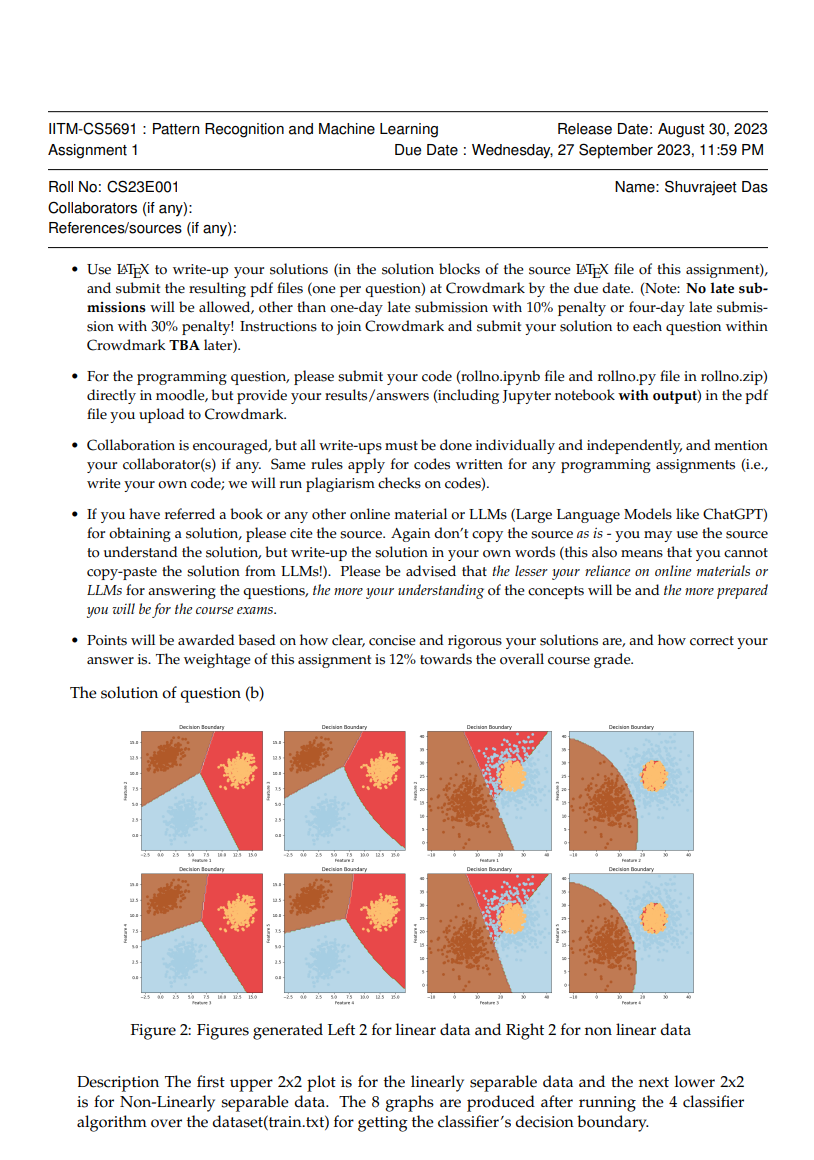 IITM-CS5691 : Pattern Recognition and Machine Learning Release Date: August 30, 2023
Assignment 1 Due Date : Wednesday, 27 September 2023, 11:59 PM
Roll No: CS23E001 Name: Shuvrajeet Das
Collaborators (if any):
References/sources (if any):
• Use LATEX to write-up your solutions (in the solution blocks of the source LATEX file of this assignment),
and submit the resulting pdf files (one per question) at Crowdmark by the due date. (Note: No late sub-
missions will be allowed, other than one-day late submission with 10% penalty or four-day late submis-
sion with 30% penalty! Instructions to join Crowdmark and submit your solution to each question within
Crowdmark TBA later).
• For the programming question, please submit your code (rollno.ipynb file and rollno.py file in rollno.zip)
directly in moodle, but provide your results/answers (including Jupyter notebook with output) in the pdf
file you upload to Crowdmark.
• Collaboration is encouraged, but all write-ups must be done individually and independently, and mention
your collaborator(s) if any. Same rules apply for codes written for any programming assignments (i.e.,
write your own code; we will run plagiarism checks on codes).
• If you have referred a book or any other online material or LLMs (Large Language Models like ChatGPT)
for obtaining a solution, please cite the source. Again don't copy the source as is - you may use the source
to understand the solution, but write-up the solution in your own words (this also means that you cannot
copy-paste the solution from LLMs!). Please be advised that the lesser your reliance on online materials or
LLMs for answering the questions, the more your understanding of the concepts will be and the more prepared
you will be for the course exams.
• Points will be awarded based on how clear, concise and rigorous your solutions are, and how correct your
answer is. The weightage of this assignment is 12% towards the overall course grade.
The solution of question (b)
Decision Boundary Decision Boundary Decision Boundary Decision Boundary
Feature 1 Feature 2 Feature 1 Feature 2
Decision Boundary Decision Boundary Decision Boundary Decision Boundary
Feature 3 Feature 4 Feature 3 Feature 4
Figure 2: Figures generated Left 2 for linear data and Right 2 for non linear data
Description The first upper 2x2 plot is for the linearly separable data and the next lower 2x2
is for Non-Linearly separable data. The 8 graphs are produced after running the 4 classifier
algorithm over the dataset(train.txt) for getting the classifier's decision boundary.